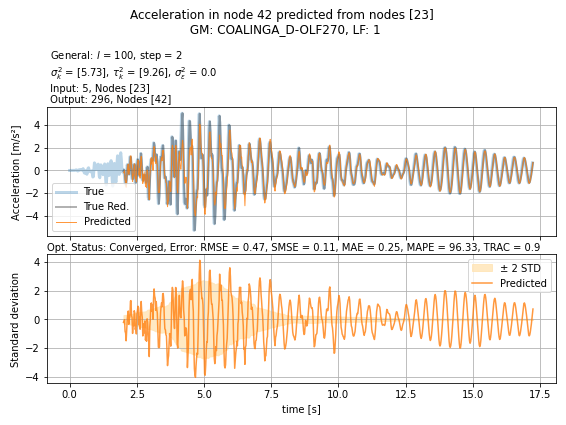 Acceleration in node 42 predicted from nodes [23]
GM: COALINGA_D-OLF270, LF: 1
General: l = 100, step = 2
σ²ₖ = [5.73], τ²ₖ = [9.26], σ²ε = 0.0
Input: 5, Nodes [23]
Output: 296, Nodes [42]
Acceleration [m/s²]
4
2
0
−2
−4
True
True Red.
Predicted
Opt. Status: Converged, Error: RMSE = 0.47, SMSE = 0.11, MAE = 0.25, MAPE = 96.33, TRAC = 0.9
Standard deviation
4
2
0
−2
−4
± 2 STD
Predicted
0.0 2.5 5.0 7.5 10.0 12.5 15.0 17.5
time [s]